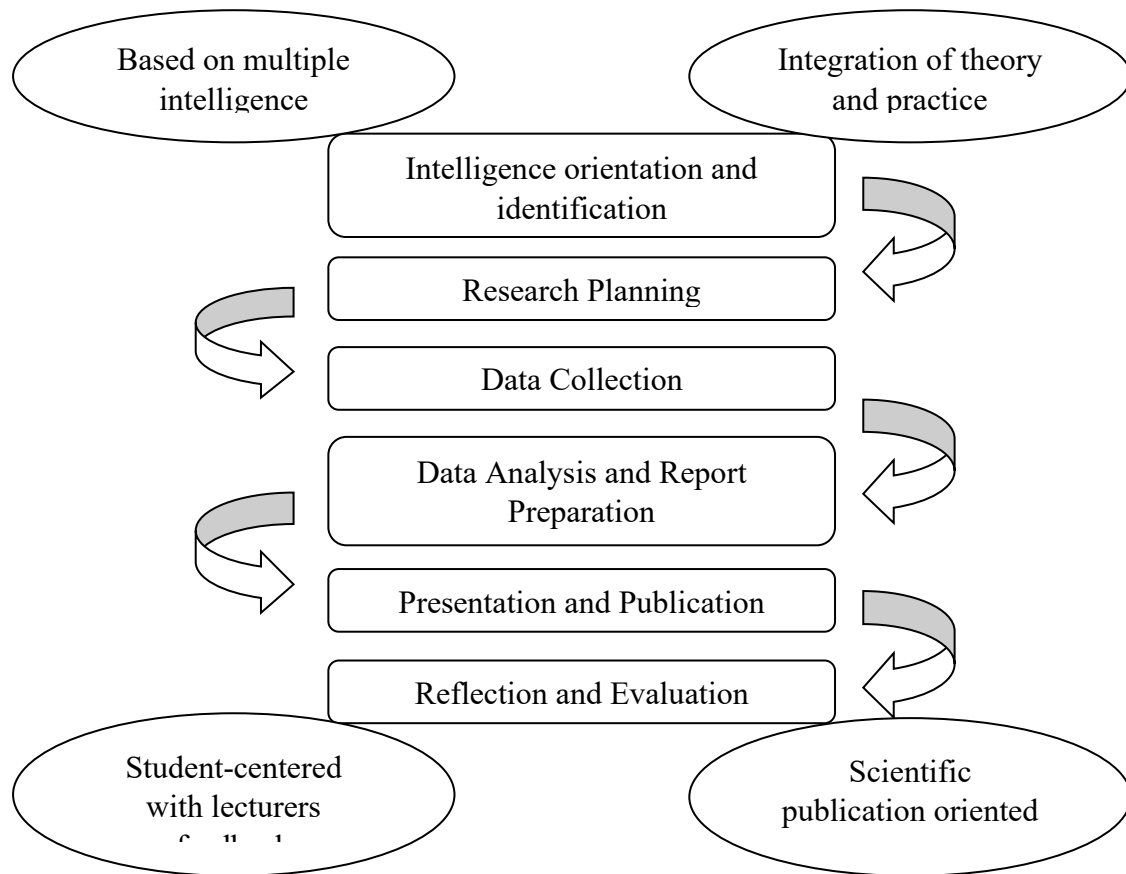 Based on multiple
intelligence
Integration of theory
and practice
Intelligence orientation and
identification
Research Planning
Data Collection
Data Analysis and Report
Preparation
Presentation and Publication
Reflection and Evaluation
Student-centered
with lecturers
Scientific
publication oriented